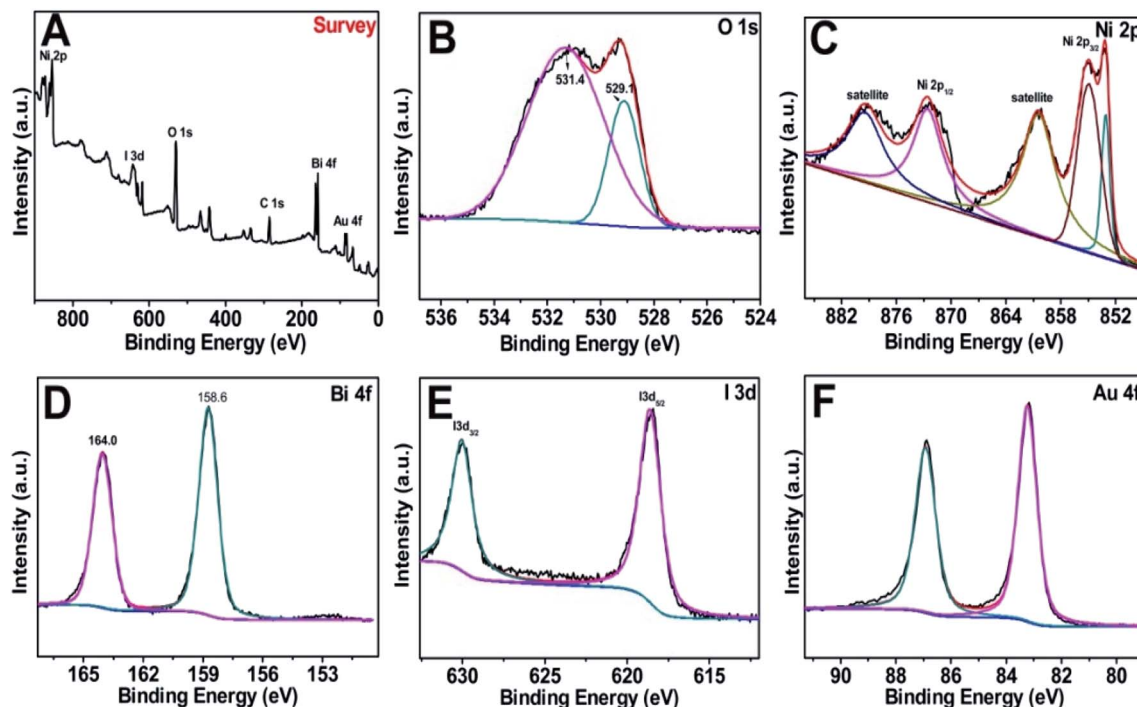 A
Survey
Ni 2p
I 3d
O 1s
C 1s
Bi 4f
Au 4f
Intensity (a.u.)
800 600 400 200 0
Binding Energy (eV)
B
O 1s
531.4
529.1
Intensity (a.u.)
536 534 532 530 528 526 524
Binding Energy (eV)
C
Ni 2p
Ni 2p3/2
satellite
Ni 2p1/2
satellite
Intensity (a.u.)
882 876 870 864 858 852
Binding Energy (eV)
D
Bi 4f
164.0
158.6
Intensity (a.u.)
165 162 159 156 153
Binding Energy (eV)
E
I 3d
I3d3/2
I3d5/2
Intensity (a.u.)
630 625 620 615
Binding Energy (eV)
F
Au 4f
Intensity (a.u.)
90 88 86 84 82 80
Binding Energy (eV)